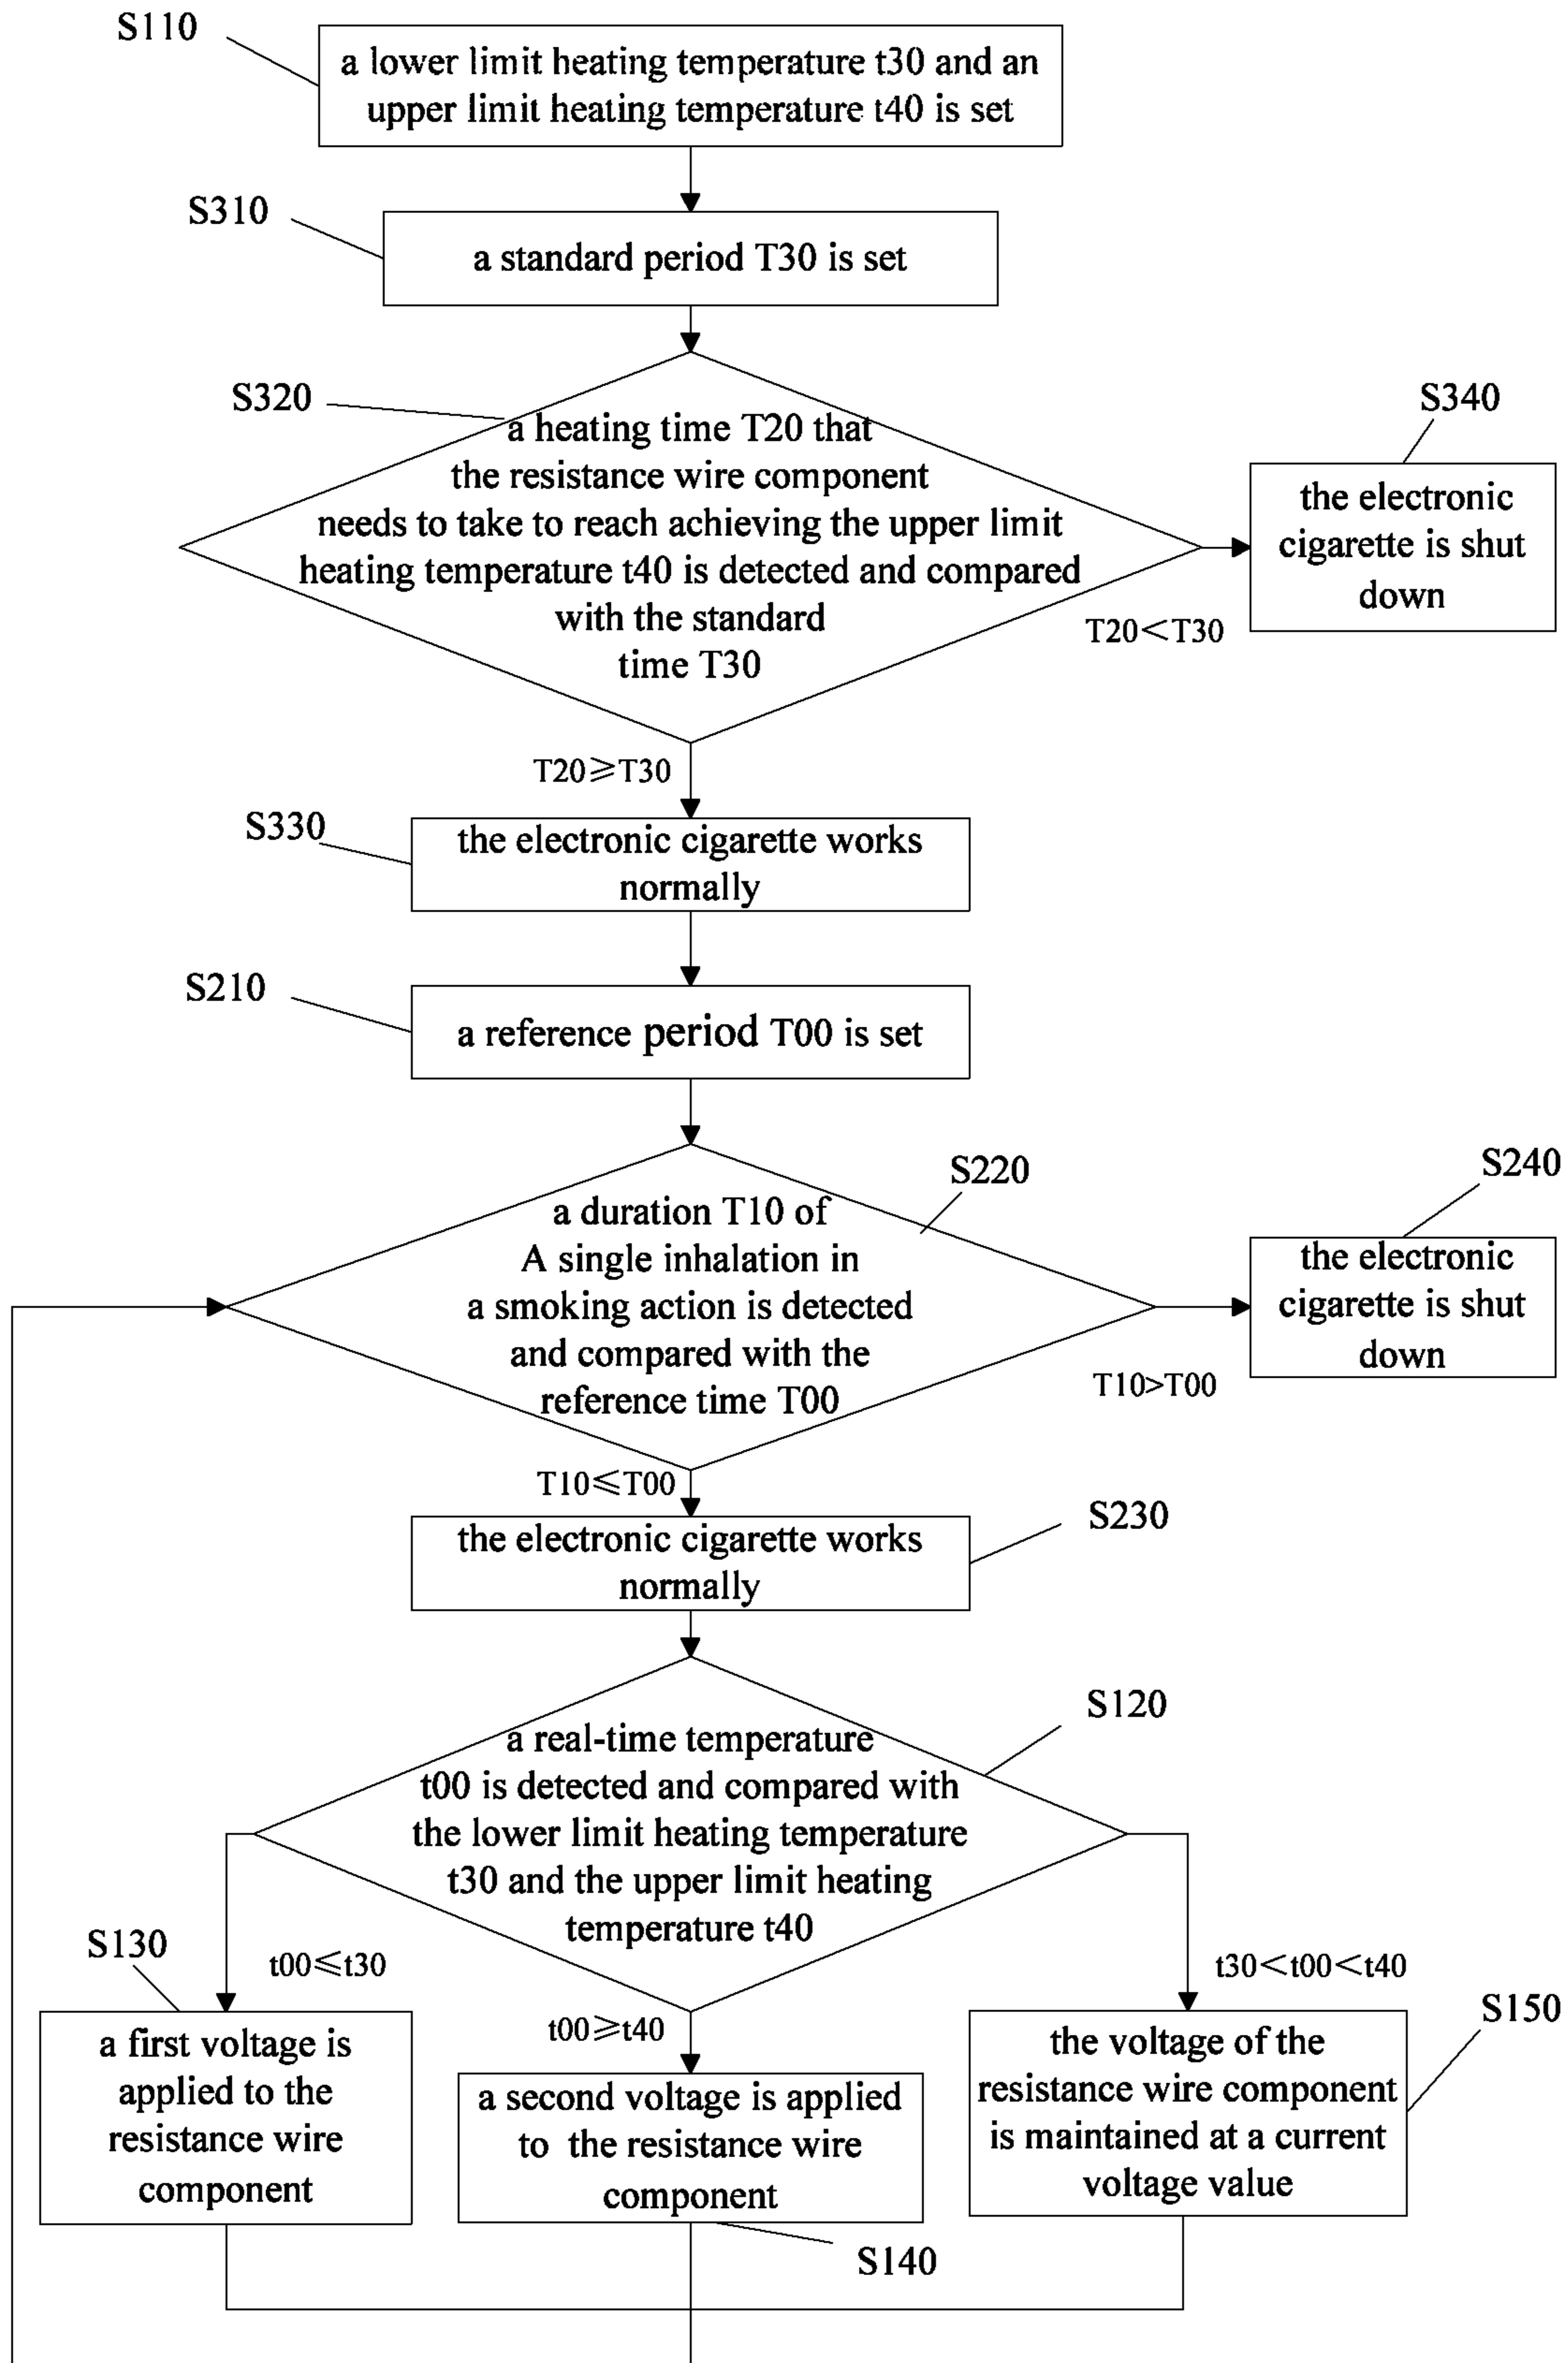 S110
a lower limit heating temperature t30 and an
upper limit heating temperature t40 is set
S310
a standard period T30 is set
S320
a heating time T20 that
the resistance wire component
needs to take to reach achieving the upper limit
heating temperature t40 is detected and compared
with the standard
time T30
S340
the electronic
cigarette is shut
down
T20<T30
T20≥T30
S330
the electronic cigarette works
normally
S210
a reference period T00 is set
S220
a duration T10 of
A single inhalation in
a smoking action is detected
and compared with the
reference time T00
S240
the electronic
cigarette is shut
down
T10>T00
T10≤T00
S230
the electronic cigarette works
normally
S120
a real-time temperature
t00 is detected and compared with
the lower limit heating temperature
t30 and the upper limit heating
temperature t40
S130
t00≤t30
a first voltage is
applied to the
resistance wire
component
t00≥t40
a second voltage is applied
to the resistance wire
component
S140
t30<t00<t40
S150
the voltage of the
resistance wire component
is maintained at a current
voltage value